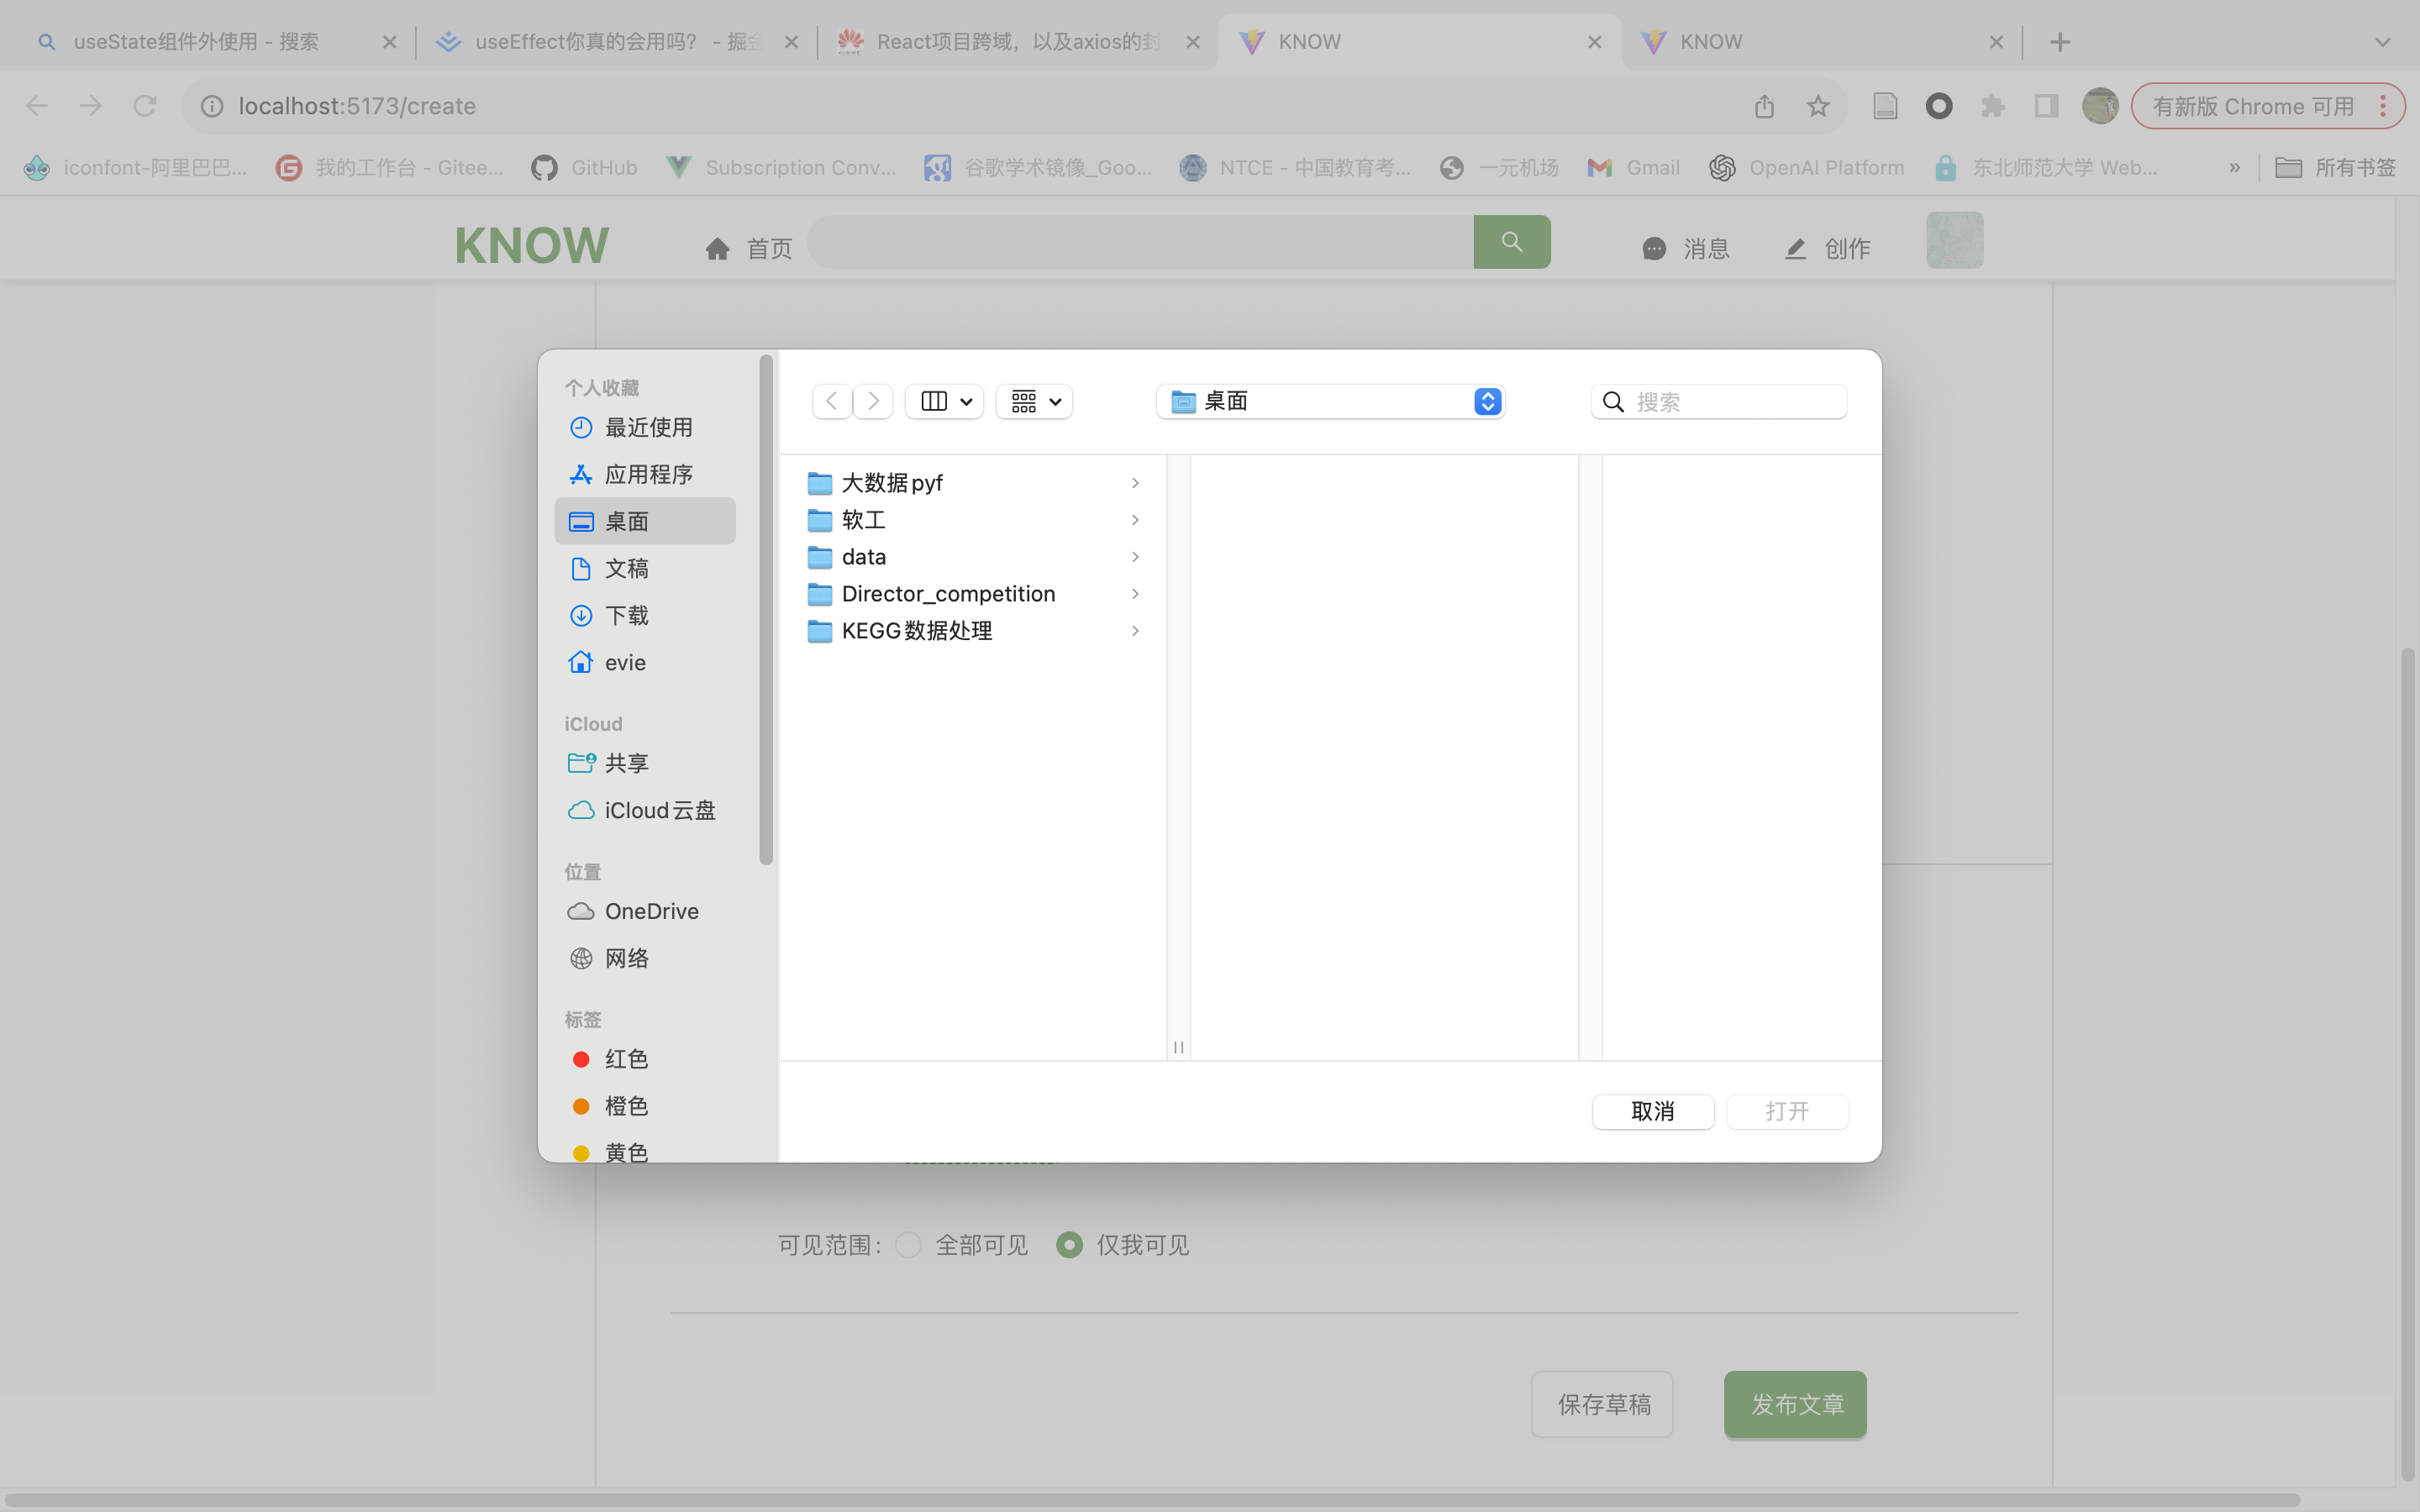 useState组件外使用 - 搜索
useEffect你真的会用吗? - 掘金
React项目跨域，以及axios的封
KNOW
KNOW
localhost:5173/create
有新版 Chrome 可用
iconfont-阿里巴巴...
我的工作台 - Gitee...
GitHub
Subscription Conv...
谷歌学术镜像_Goo...
NTCE - 中国教育考...
一元机场
Gmail
OpenAI Platform
东北师范大学 Web...
»
所有书签
KNOW
首页
消息
创作
个人收藏
最近使用
应用程序
桌面
文稿
下载
evie
iCloud
共享
iCloud云盘
位置
OneDrive
网络
标签
红色
橙色
黄色
桌面
搜索
大数据pyf
软工
data
Director_competition
KEGG数据处理
取消
打开
可见范围:
全部可见
仅我可见
保存草稿
发布文章